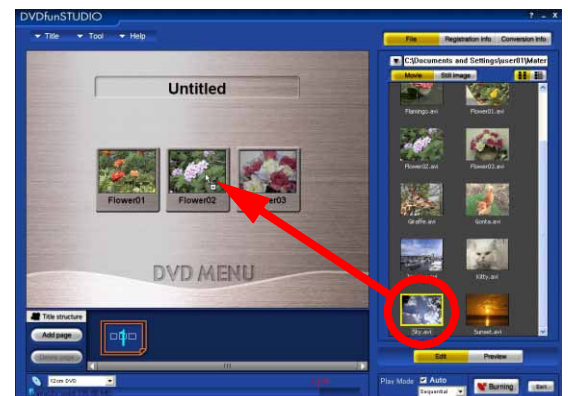 DVDfunSTUDIO
Title Tool Help
File Registration info Conversion info
C:\Documents and Settings\user01\Mater
Movie Still image
Untitled
Flamingo.avi Flower01.avi
Flower02.avi Flower03.avi
Flower01 Flower02
Giraffe.avi Gonta.avi
Kitty.avi
DVD MENU
Sky.avi Sunset.avi
Title structure
Add page
Delete page
Edit Preview
12cm DVD
Play Mode Auto
Sequential
Burning Exit